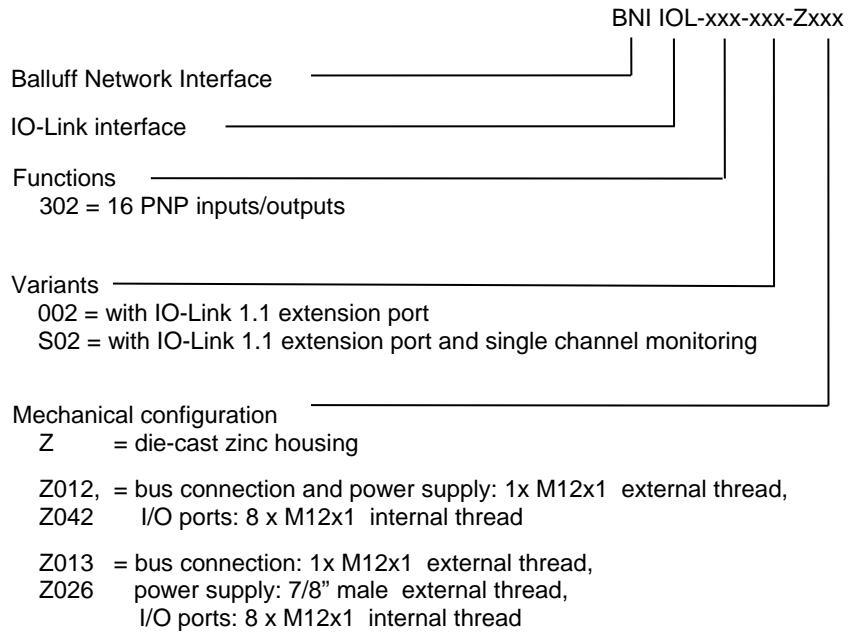 BNI IOL-xxx-xxx-Zxxx
Balluff Network Interface
IO-Link interface
Functions
302 = 16 PNP inputs/outputs
Variants
002 = with IO-Link 1.1 extension port
S02 = with IO-Link 1.1 extension port and single channel monitoring
Mechanical configuration
Z = die-cast zinc housing
Z012, = bus connection and power supply: 1x M12x1 external thread,
Z042 I/O ports: 8 x M12x1 internal thread
Z013 = bus connection: 1x M12x1 external thread,
Z026 power supply: 7/8” male external thread,
I/O ports: 8 x M12x1 internal thread